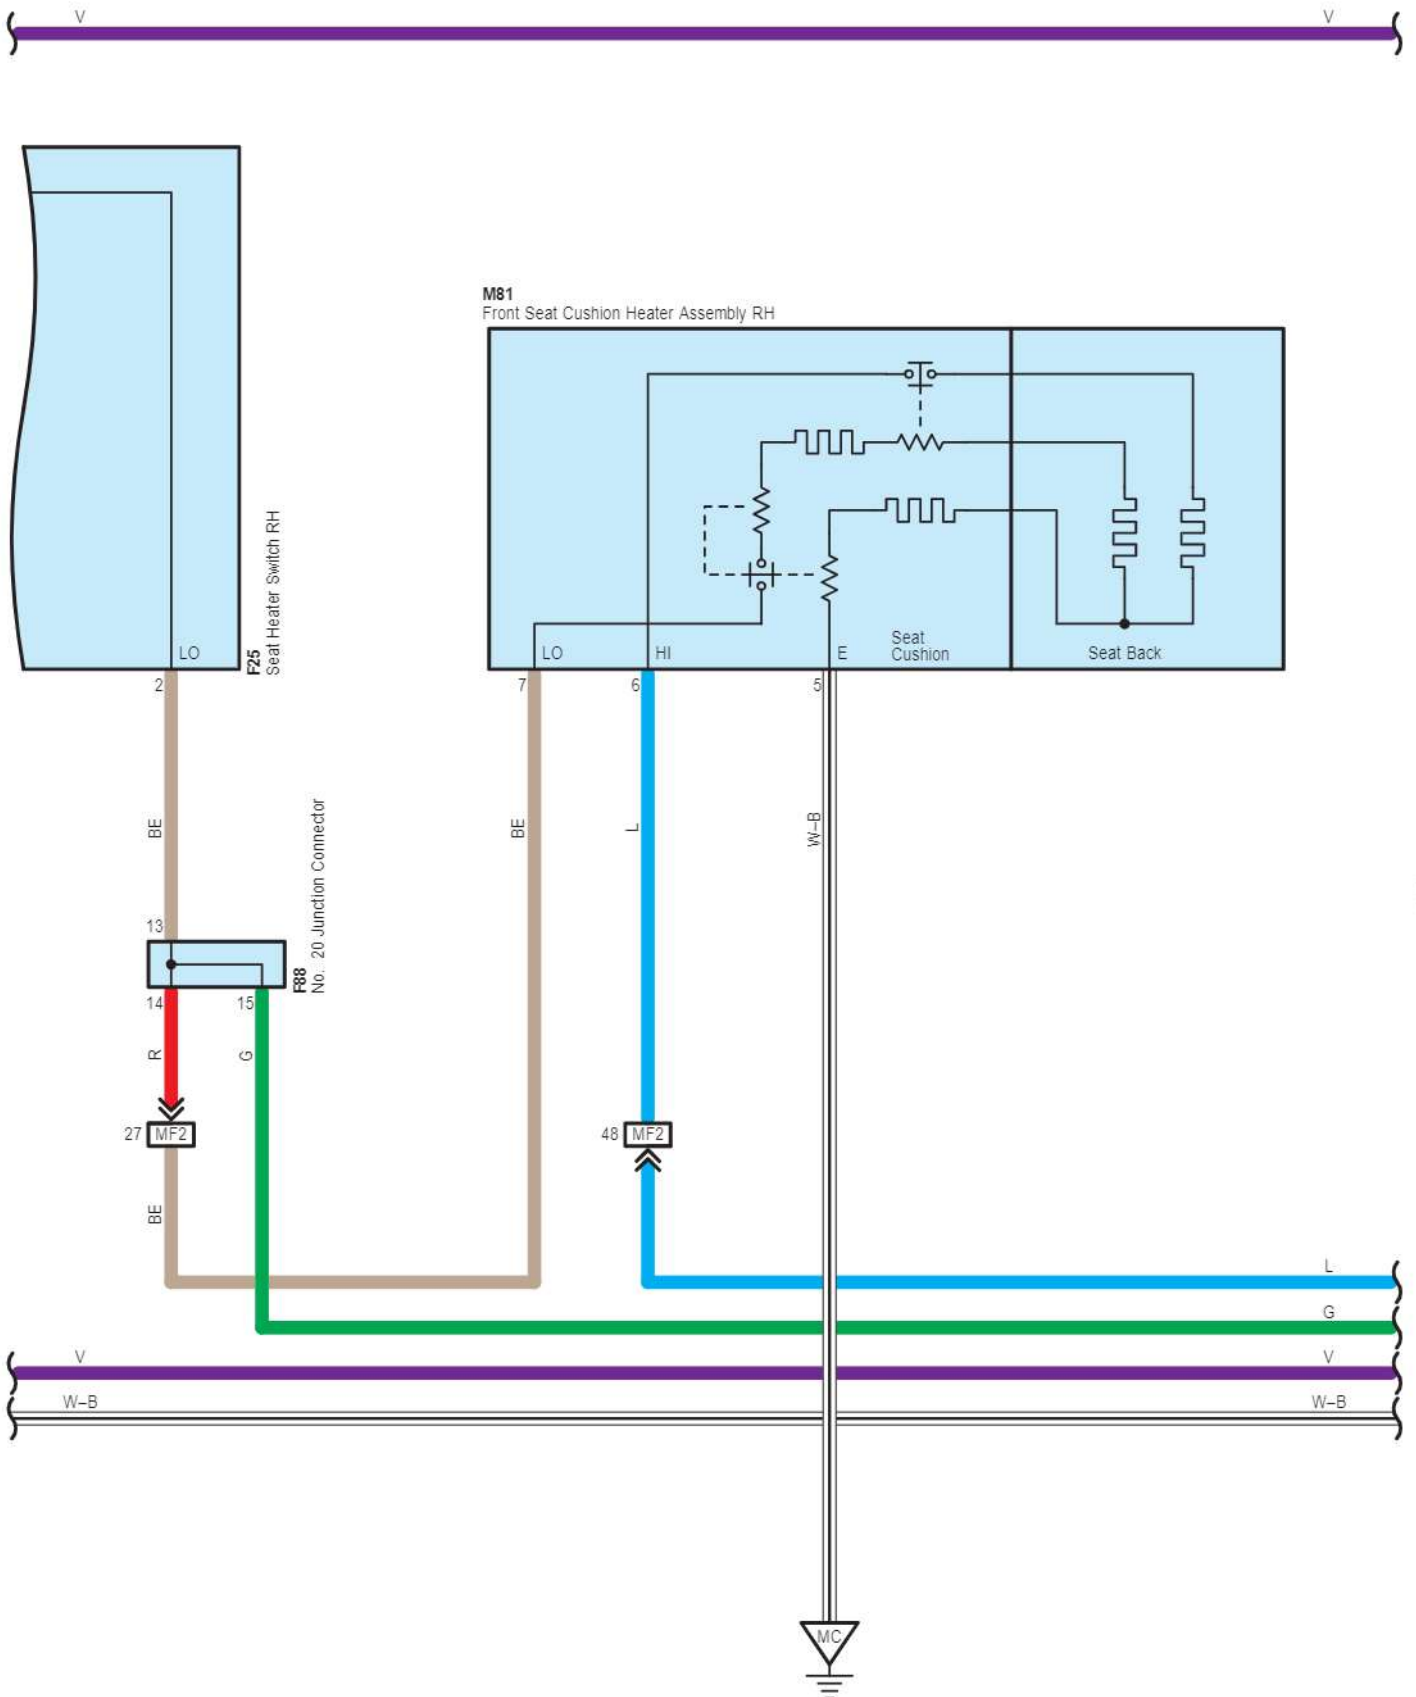 V
V
M81
Front Seat Cushion Heater Assembly RH
F25
Seat Heater Switch RH
LO
LO
HI
E
Seat
Cushion
Seat Back
2
7
6
5
BE
BE
L
W–B
13
F88
No. 20 Junction Connector
14
15
R
G
27
MF2
48
MF2
BE
L
G
V
V
W–B
W–B
MC